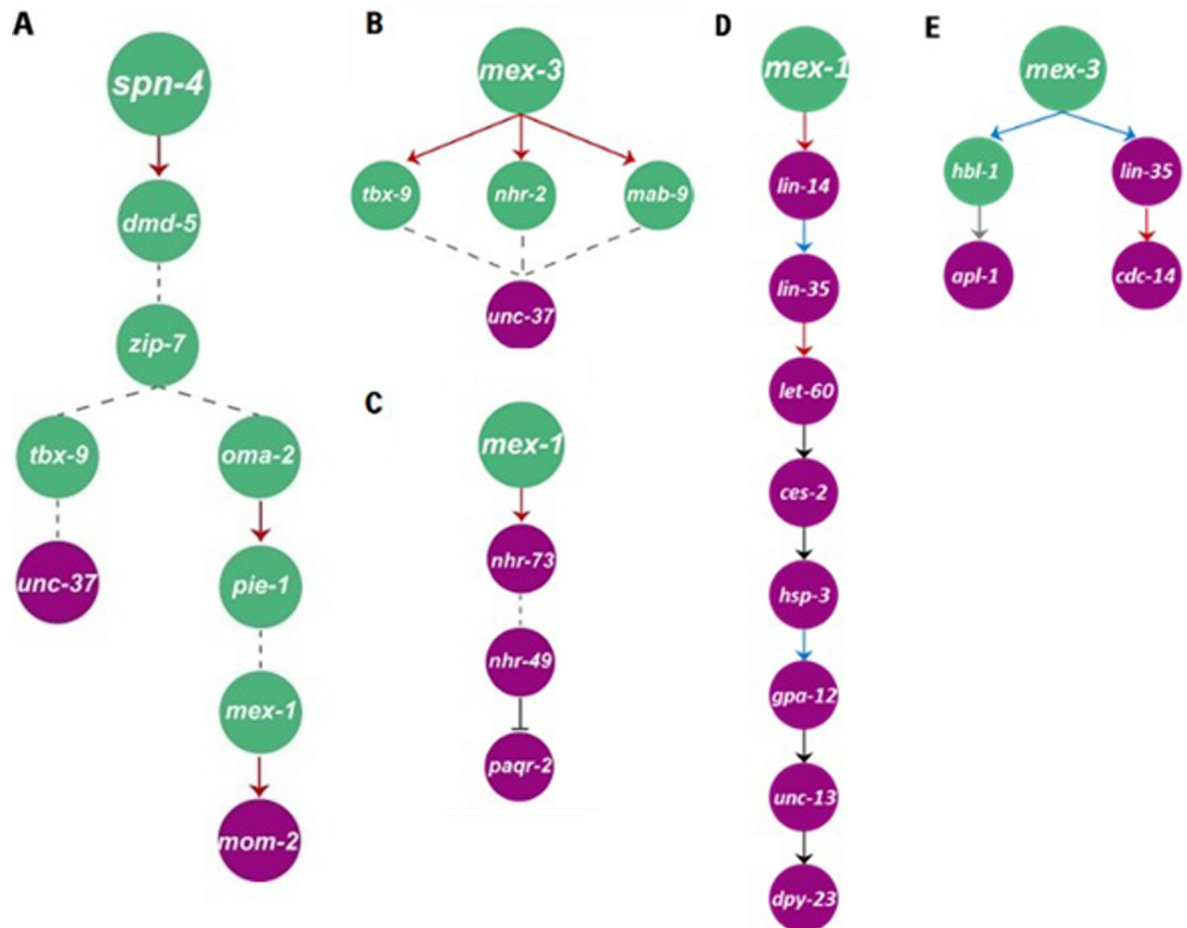 A
spn-4
dmd-5
zip-7
tbx-9
oma-2
unc-37
pie-1
mex-1
mom-2
B
mex-3
tbx-9
nhr-2
mab-9
unc-37
C
mex-1
nhr-73
nhr-49
paqr-2
D
mex-1
lin-14
lin-35
let-60
ces-2
hsp-3
gpa-12
unc-13
dpy-23
E
mex-3
hbl-1
lin-35
apl-1
cdc-14